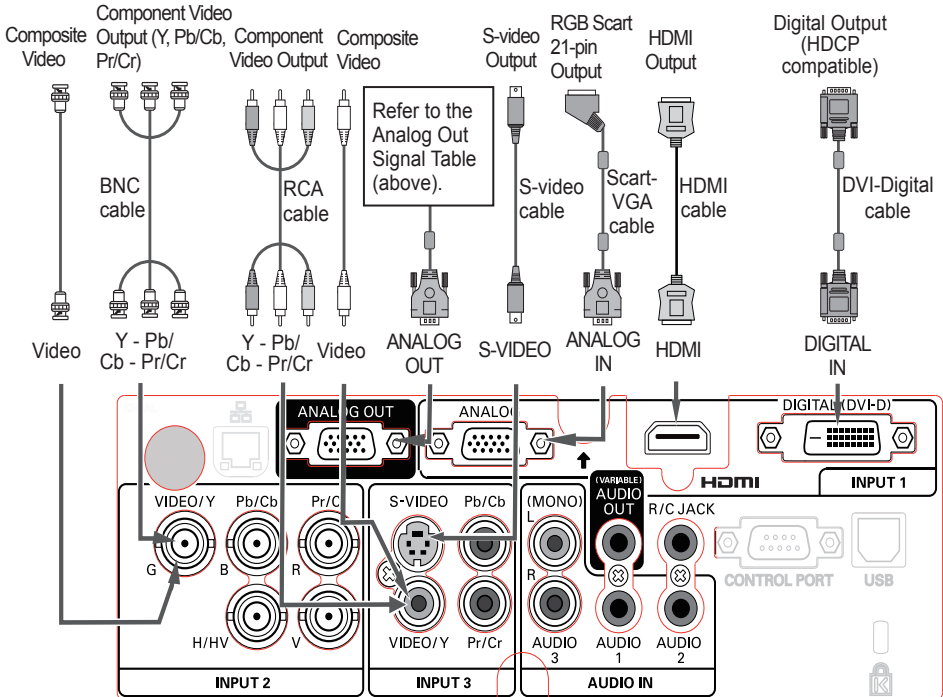 Composite
Video
Component Video
Output (Y, Pb/Cb,
Pr/Cr)
Component
Video Output
Composite
Video
S-video
Output
RGB Scart
21-pin
Output
HDMI
Output
Digital Output
(HDCP
compatible)
Refer to the
Analog Out
Signal Table
(above).
BNC
cable
RCA
cable
S-video
cable
Scart-
VGA
cable
HDMI
cable
DVI-Digital
cable
Video
Y - Pb/
Cb - Pr/Cr
Y - Pb/
Cb - Pr/Cr
Video
ANALOG
OUT
S-VIDEO
ANALOG
IN
HDMI
DIGITAL
IN
ANALOG OUT
ANALOG
DIGITAL (DVI-D)
HDMI
INPUT 1
VIDEO/Y
Pb/Cb
Pr/C
S-VIDEO
Pb/Cb
(MONO)
L
(VARIABLE)
AUDIO
OUT
R/C JACK
G
B
R
R
CONTROL PORT
USB
H/HV
V
VIDEO/Y
Pr/Cr
AUDIO
3
AUDIO
1
AUDIO
2
INPUT 2
INPUT 3
AUDIO IN
K